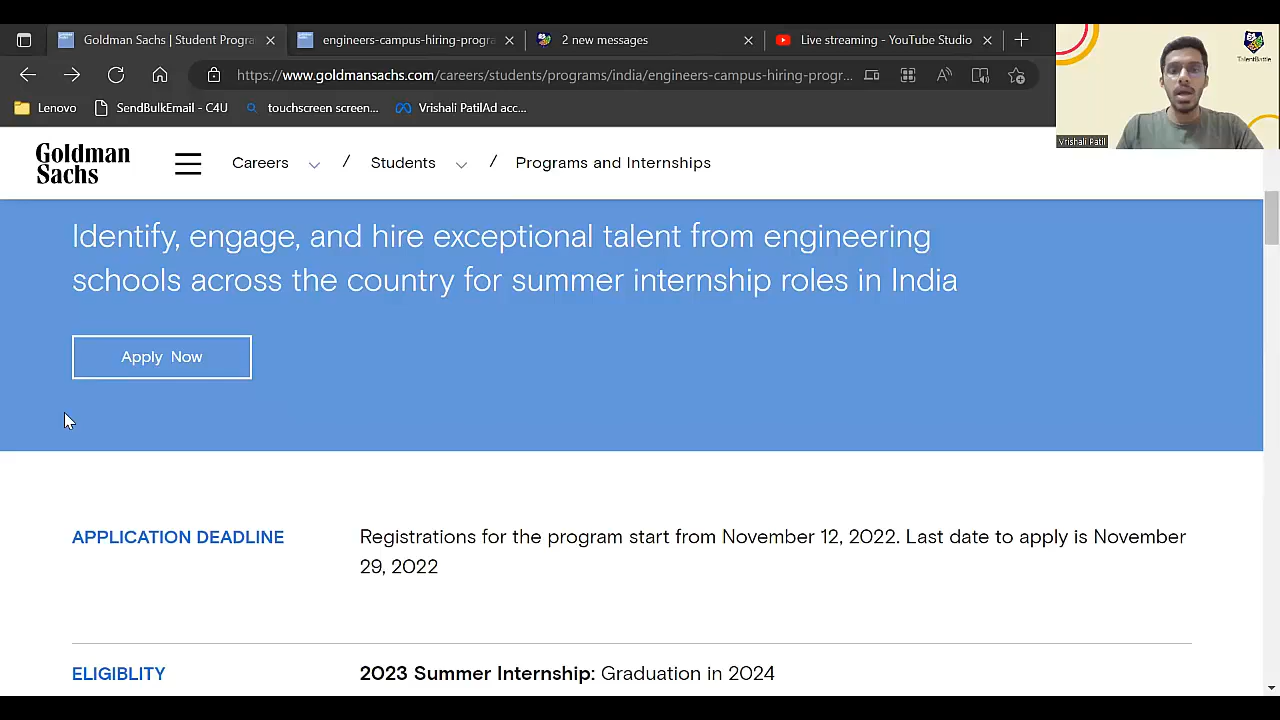 Goldman Sachs | Student Progra
engineers-campus-hiring-progra
2 new messages
Live streaming - YouTube Studio
https://www.goldmansachs.com/careers/students/programs/india/engineers-campus-hiring-progr...
Lenovo
SendBulkEmail - C4U
touchscreen screen...
Vrishali PatilAd acc...
TalentBattle
Vrishali Patil
Goldman
Sachs
Careers / Students / Programs and Internships
Identify, engage, and hire exceptional talent from engineering
schools across the country for summer internship roles in India
Apply Now
APPLICATION DEADLINE
Registrations for the program start from November 12, 2022. Last date to apply is November
29, 2022
ELIGIBLITY
2023 Summer Internship: Graduation in 2024